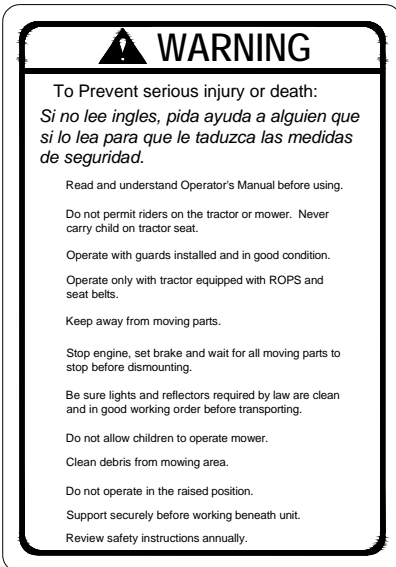 WARNING
To Prevent serious injury or death:
Si no lee ingles, pida ayuda a alguien que
si lo lea para que le taduzca las medidas
de seguridad.
Read and understand Operator's Manual before using.
Do not permit riders on the tractor or mower. Never
carry child on tractor seat.
Operate with guards installed and in good condition.
Operate only with tractor equipped with ROPS and
seat belts.
Keep away from moving parts.
Stop engine, set brake and wait for all moving parts to
stop before dismounting.
Be sure lights and reflectors required by law are clean
and in good working order before transporting.
Do not allow children to operate mower.
Clean debris from mowing area.
Do not operate in the raised position.
Support securely before working beneath unit.
Review safety instructions annually.